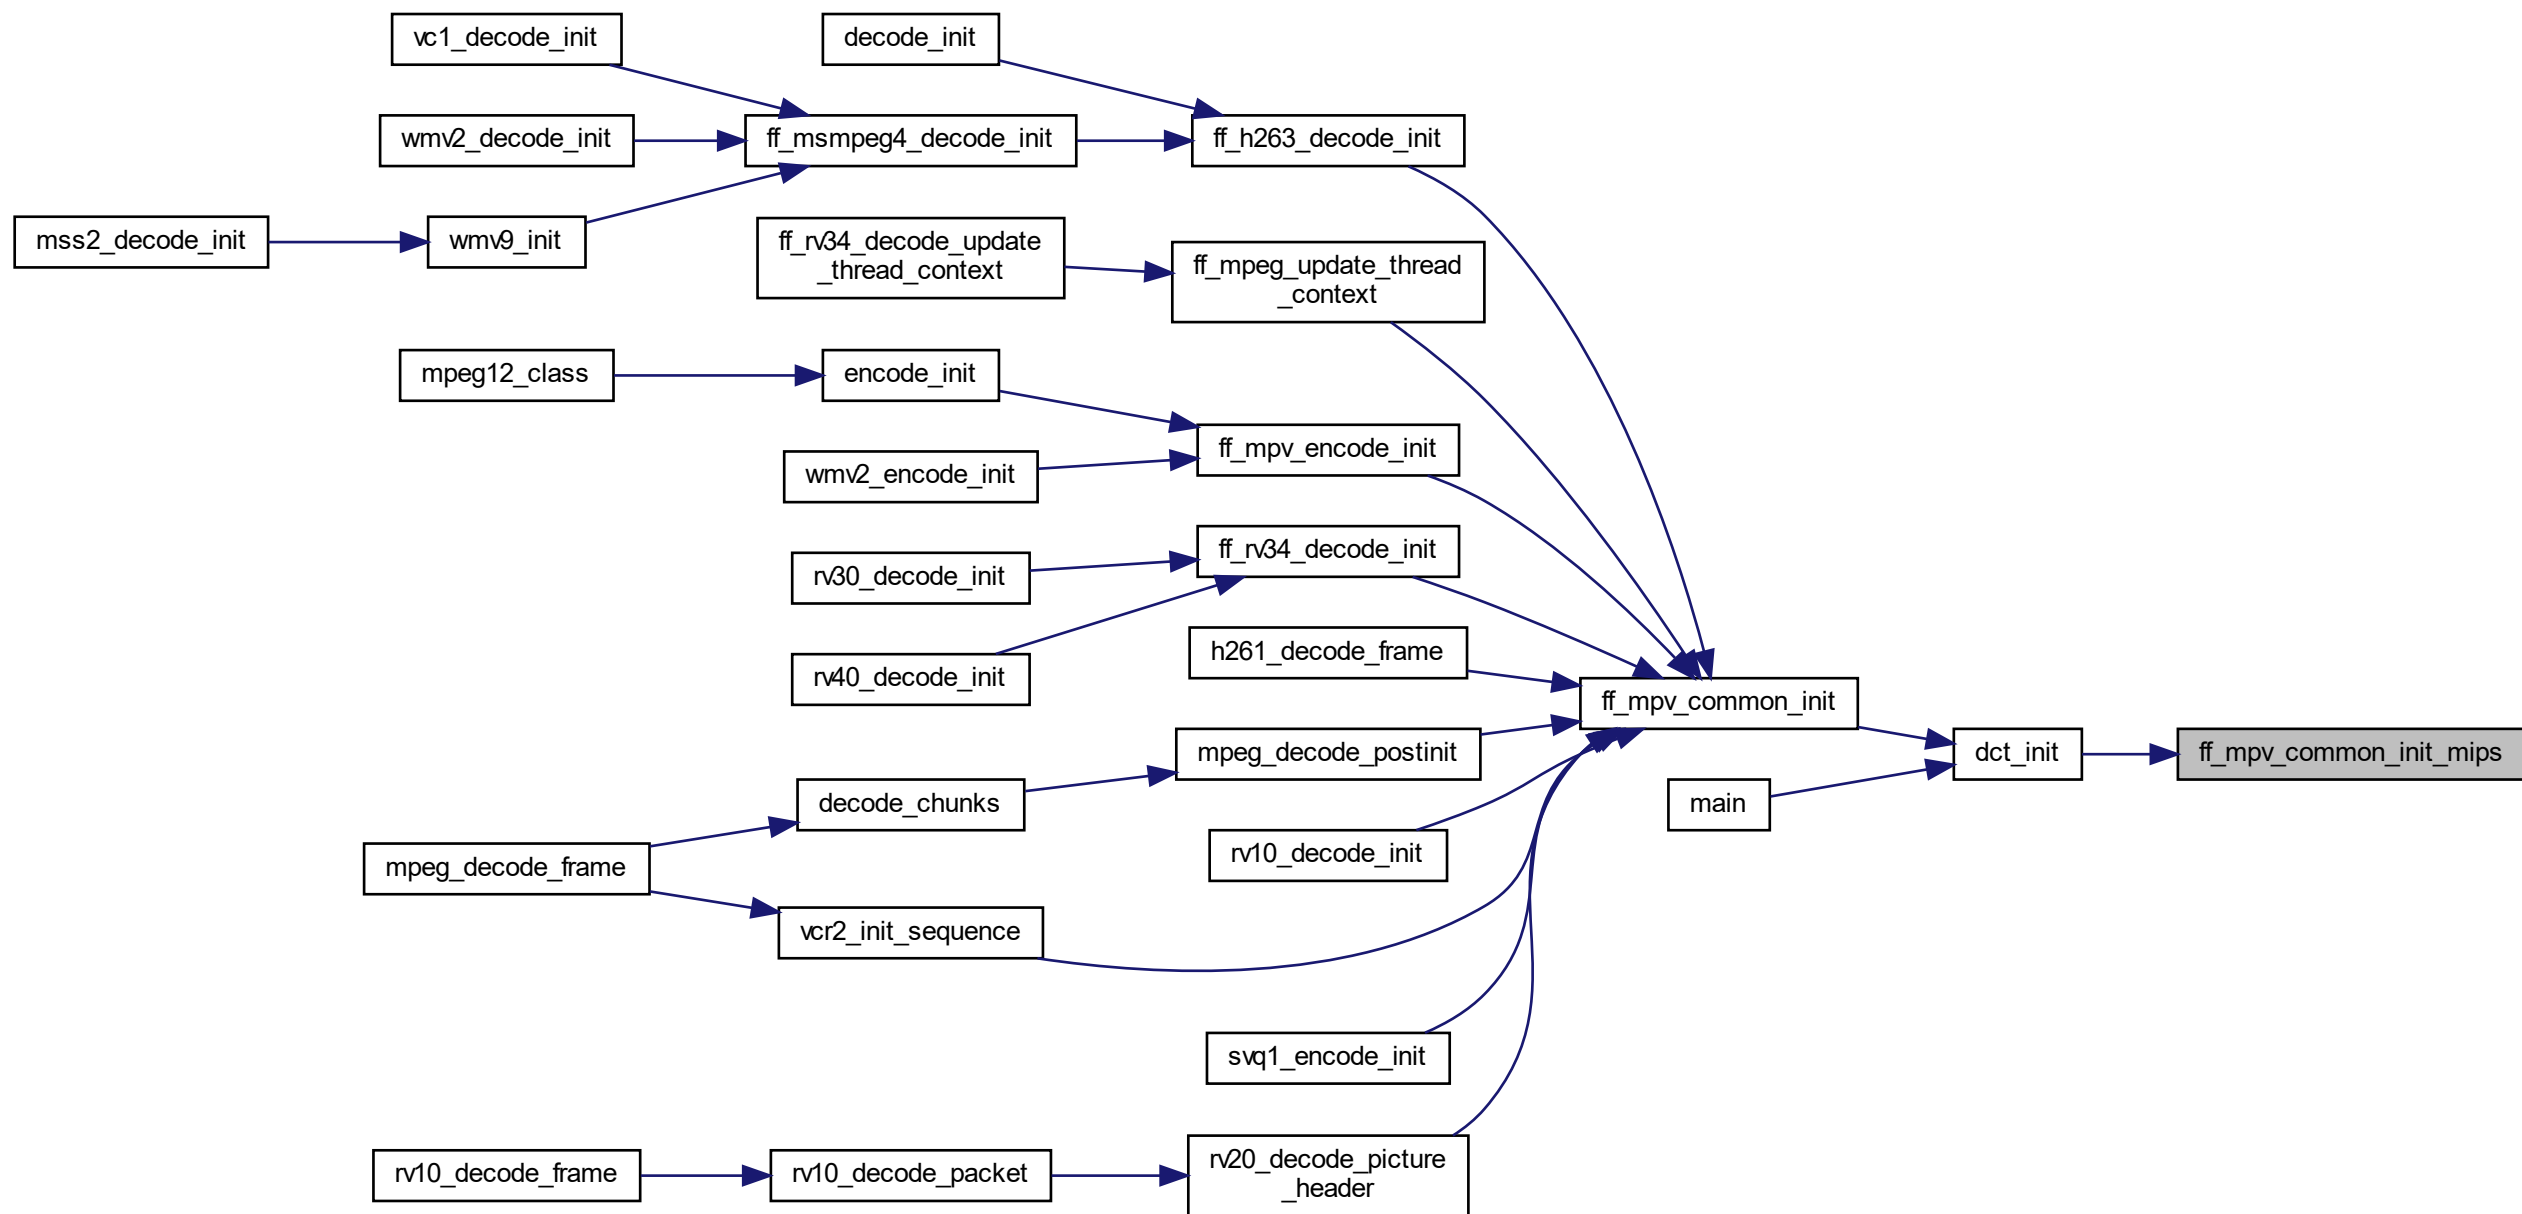 vc1_decode_init
decode_init
wmv2_decode_init
ff_msmpeg4_decode_init
ff_h263_decode_init
mss2_decode_init
wmv9_init
ff_rv34_decode_update
_thread_context
ff_mpeg_update_thread
_context
mpeg12_class
encode_init
ff_mpv_encode_init
wmv2_encode_init
ff_rv34_decode_init
rv30_decode_init
h261_decode_frame
rv40_decode_init
ff_mpv_common_init
mpeg_decode_postinit
dct_init
ff_mpv_common_init_mips
decode_chunks
main
rv10_decode_init
mpeg_decode_frame
vcr2_init_sequence
svq1_encode_init
rv10_decode_frame
rv10_decode_packet
rv20_decode_picture
_header